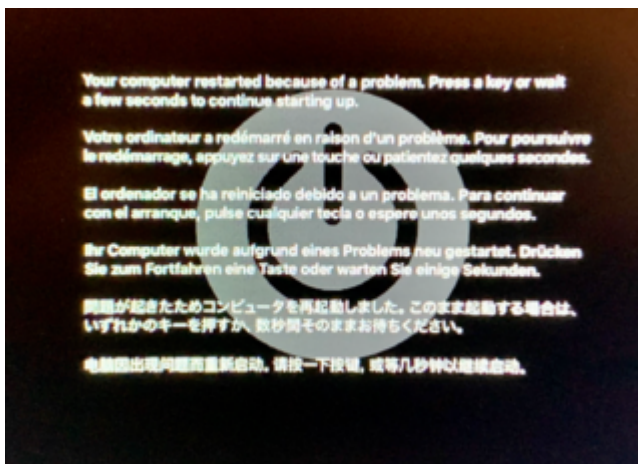 Your computer restarted because of a problem. Press a key or wait
a few seconds to continue starting up.
Votre ordinateur a redémarré en raison d'un problème. Pour poursuivre
le redémarrage, appuyez sur une touche ou patientez quelques secondes.
El ordenador se ha reiniciado debido a un problema. Para continuar
con el arranque, pulse cualquier tecla o espere unos segundos.
Ihr Computer wurde aufgrund eines Problems neu gestartet. Drücken
Sie zum Fortfahren eine Taste oder warten Sie einige Sekunden.
問題が起きたためコンピュータを再起動しました。このまま起動する場合は、
いずれかのキーを押すか、数秒間そのままお待ちください。
电脑因出现问题而重新启动。请按一下按键，或等几秒钟以继续启动。